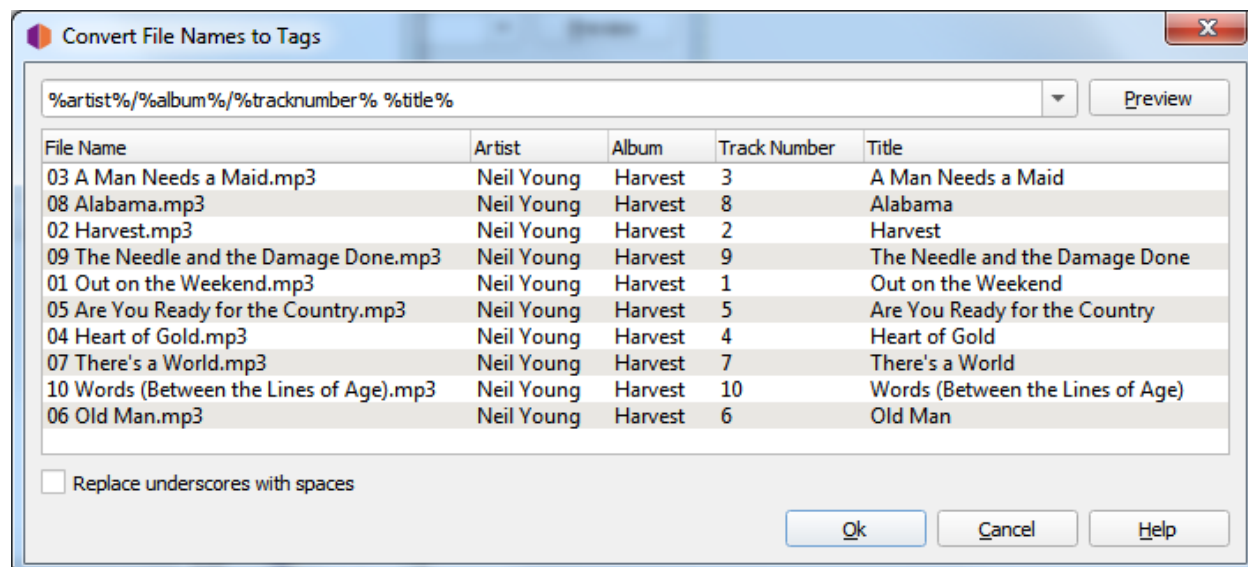 Convert File Names to Tags
%artist%/%album%/%tracknumber% %title% Preview
File Name Artist Album Track Number Title
03 A Man Needs a Maid.mp3 Neil Young Harvest 3 A Man Needs a Maid
08 Alabama.mp3 Neil Young Harvest 8 Alabama
02 Harvest.mp3 Neil Young Harvest 2 Harvest
09 The Needle and the Damage Done.mp3 Neil Young Harvest 9 The Needle and the Damage Done
01 Out on the Weekend.mp3 Neil Young Harvest 1 Out on the Weekend
05 Are You Ready for the Country.mp3 Neil Young Harvest 5 Are You Ready for the Country
04 Heart of Gold.mp3 Neil Young Harvest 4 Heart of Gold
07 There's a World.mp3 Neil Young Harvest 7 There's a World
10 Words (Between the Lines of Age).mp3 Neil Young Harvest 10 Words (Between the Lines of Age)
06 Old Man.mp3 Neil Young Harvest 6 Old Man
Replace underscores with spaces
Ok Cancel Help